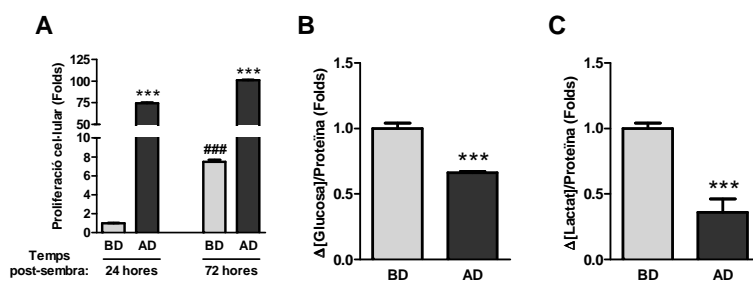 A
Proliferació cel·lular (Folds)
125
100
75
50
10
8
6
4
2
0
***
###
***
BD AD BD AD
Temps
post-sembra:
24 hores
72 hores
B
Δ[Glucosa]/Proteïna (Folds)
1.5
1.0
0.5
0.0
***
BD AD
C
Δ[Lactat]/Proteïna (Folds)
1.5
1.0
0.5
0.0
***
BD AD